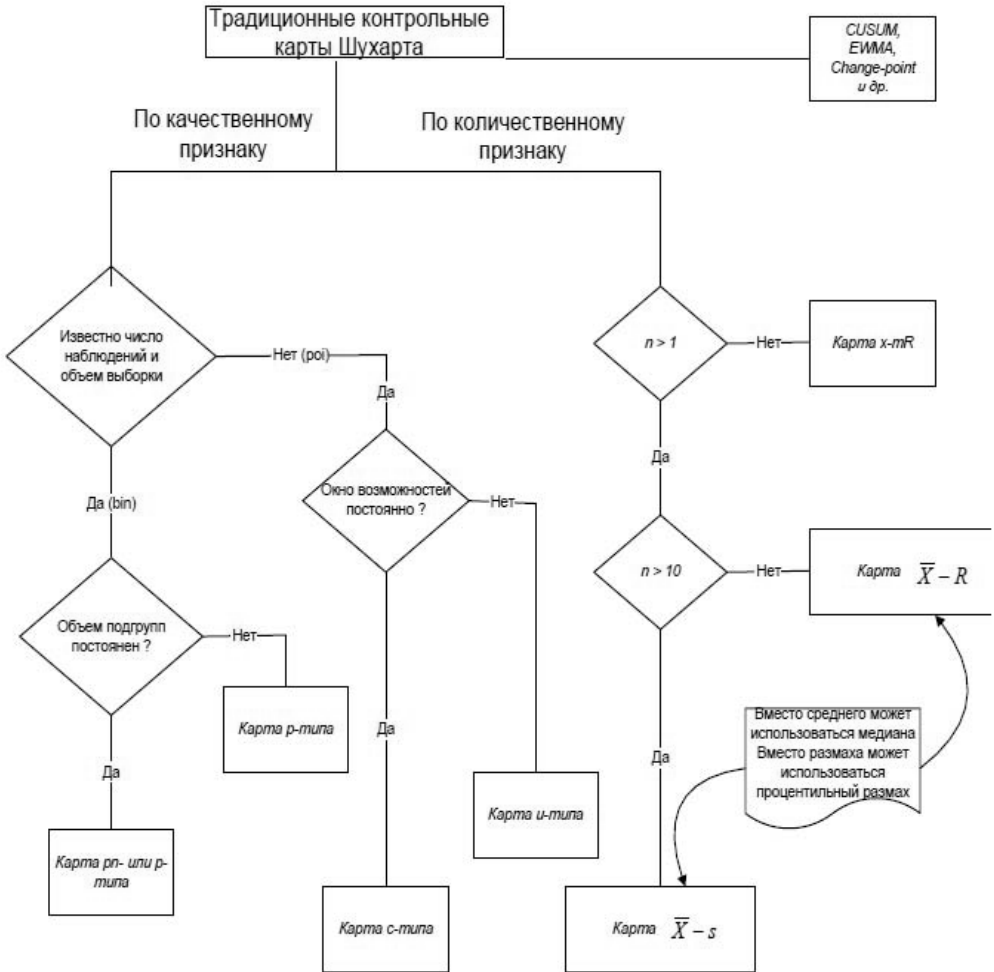 Традиционные контрольные
карты Шухарта
CUSUM,
EWMA,
Change-point
и др.
По качественному
признаку
По количественному
признаку
Известно число
наблюдений и
объем выборки
Нет (poi)
Да
n > 1
Нет
Карта x-mR
Да
Да (bin)
Окно возможностей
постоянно ?
Нет
n > 10
Нет
Карта X̅ – R
Объем подгрупп
постоянен ?
Нет
Карта p-типа
Да
Да
Да
Вместо среднего может
использоваться медиана
Вместо размаха может
использоваться
процентильный размах
Карта u-типа
Карта pn- или p-
типа
Карта c-типа
Карта X̅ – s